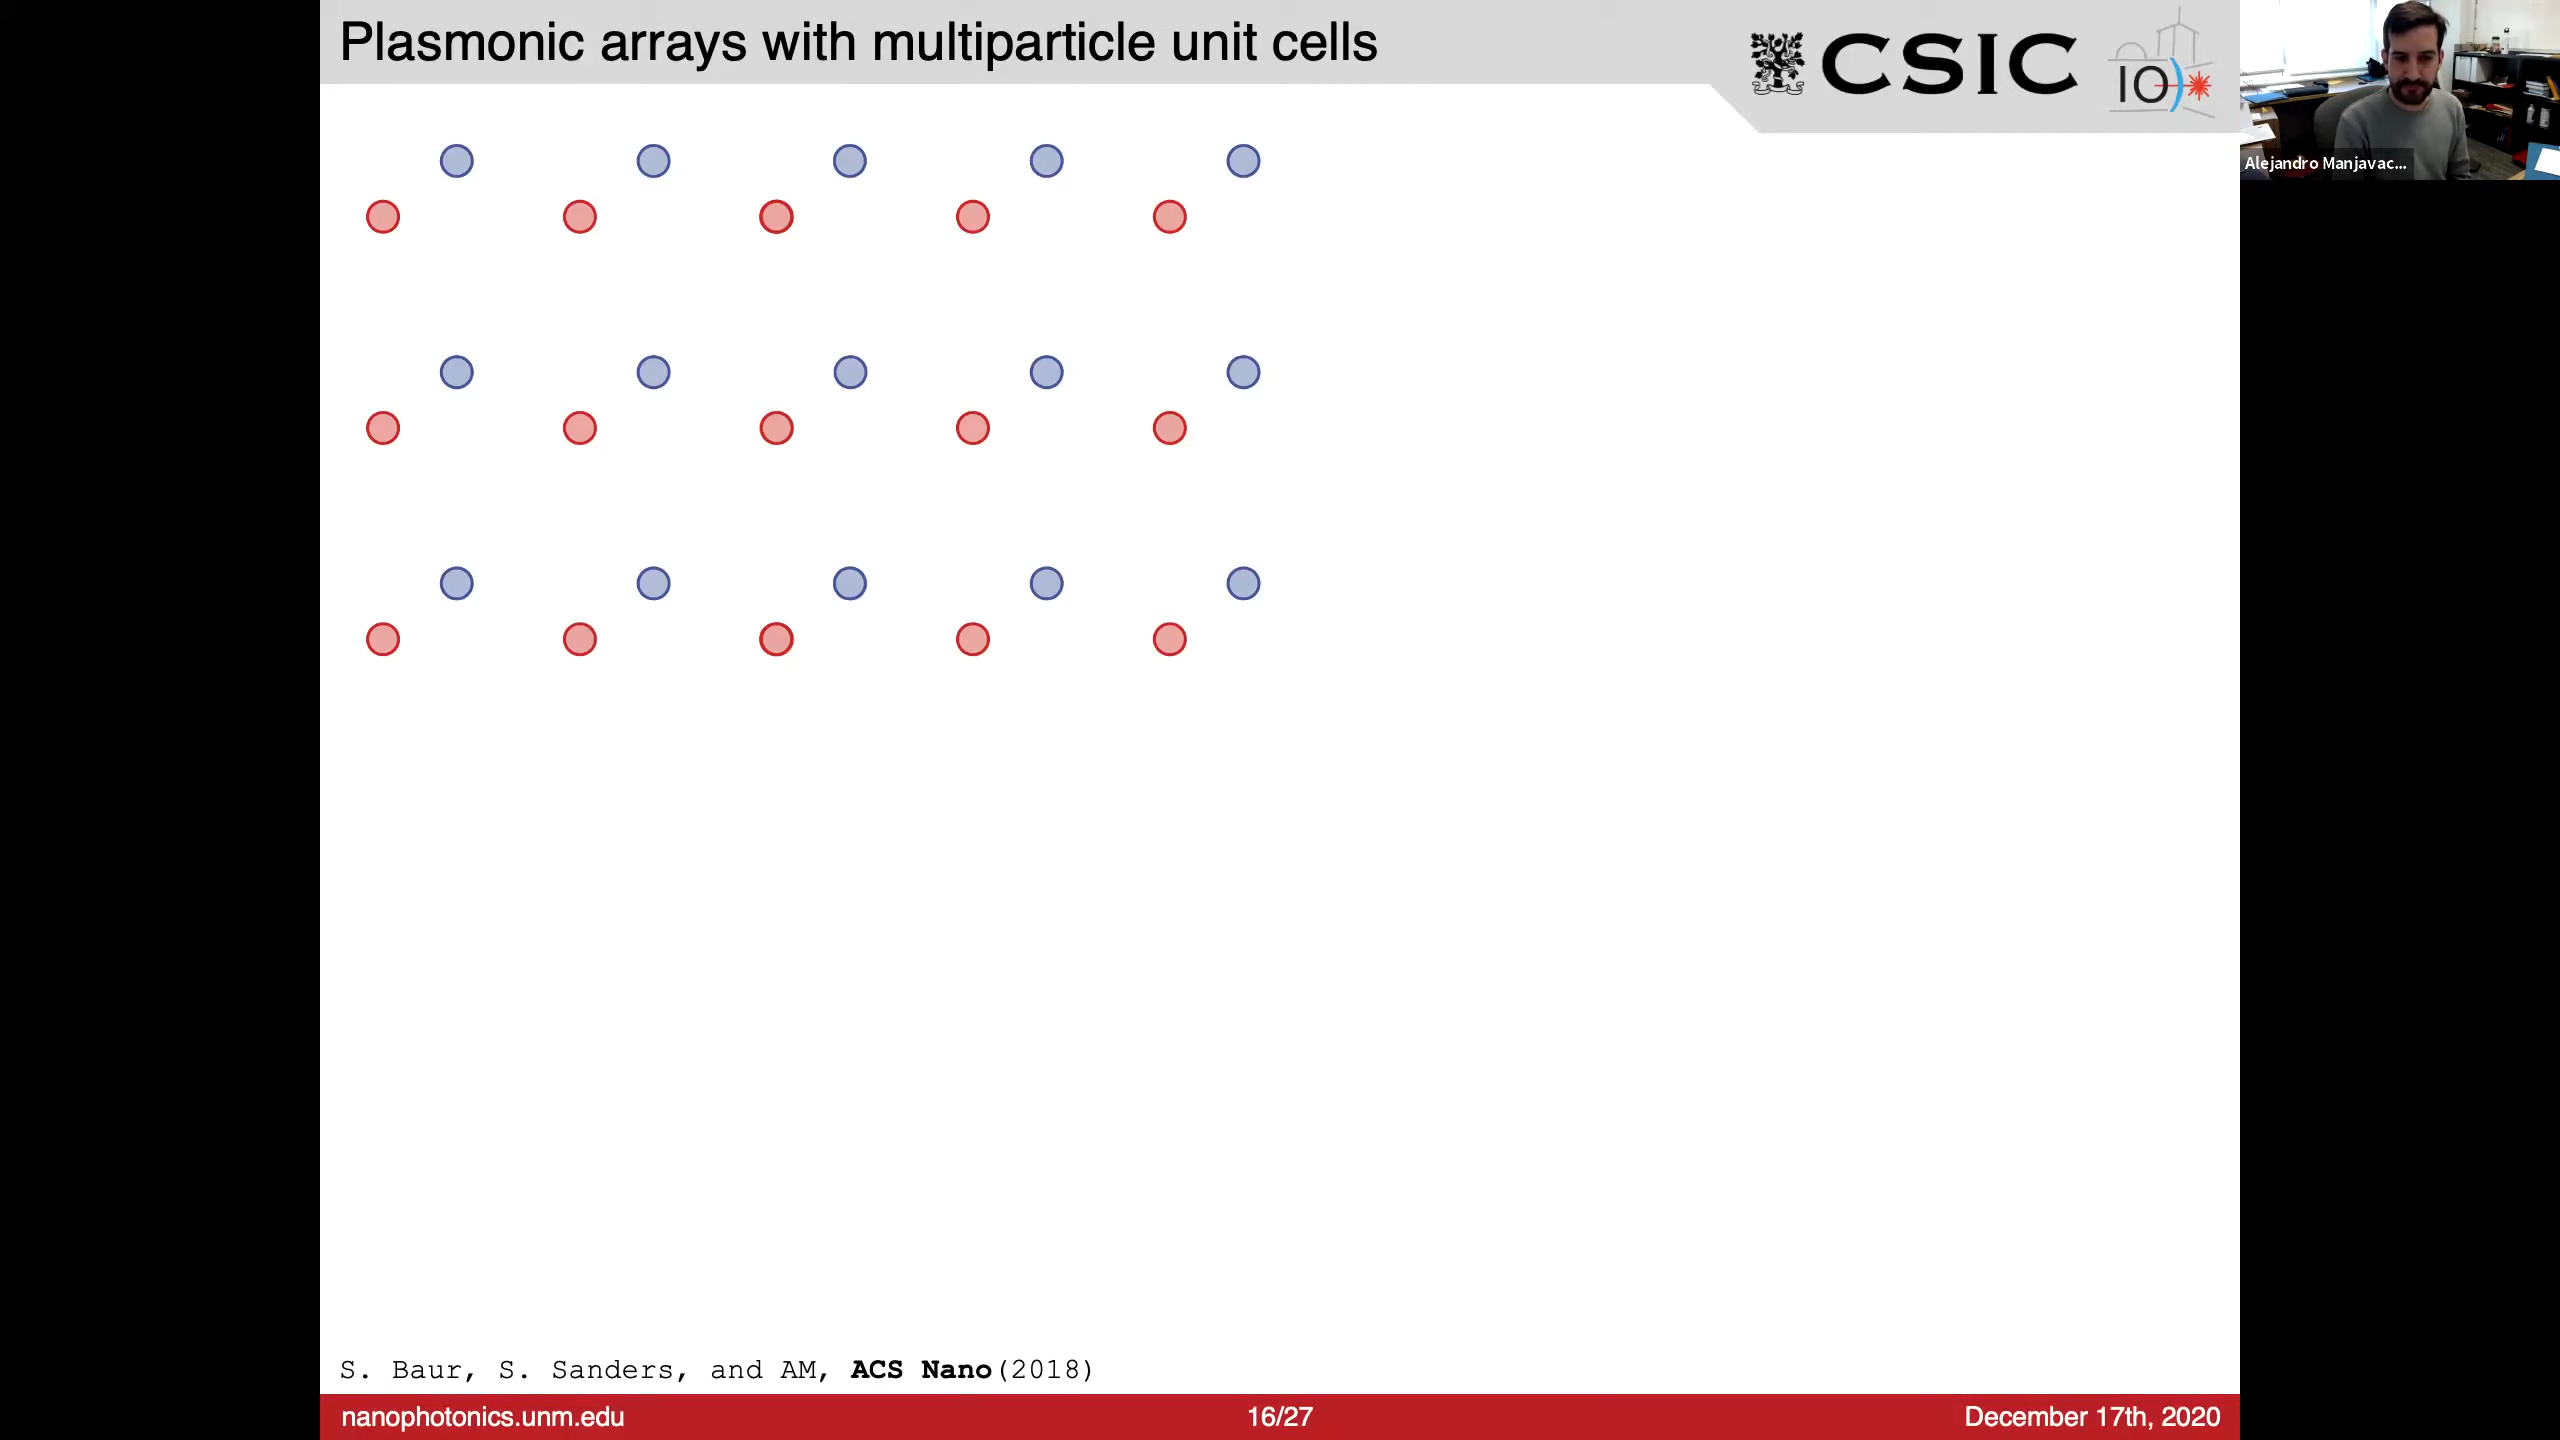 Plasmonic arrays with multiparticle unit cells
CSIC
IO
Alejandro Manjavac...
S. Baur, S. Sanders, and AM, ACS Nano(2018)
nanophotonics.unm.edu
16/27
December 17th, 2020